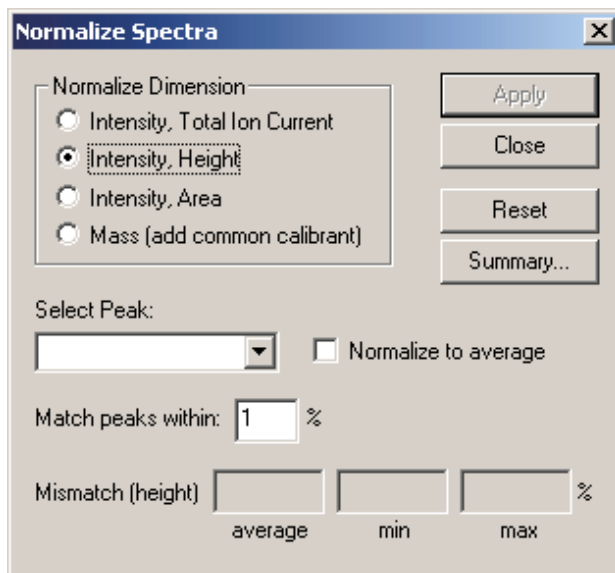 Normalize Spectra
Normalize Dimension
Intensity, Total Ion Current
Intensity, Height
Intensity, Area
Mass (add common calibrant)
Apply
Close
Reset
Summary...
Select Peak:
Normalize to average
Match peaks within: 1 %
Mismatch (height) %
average min max